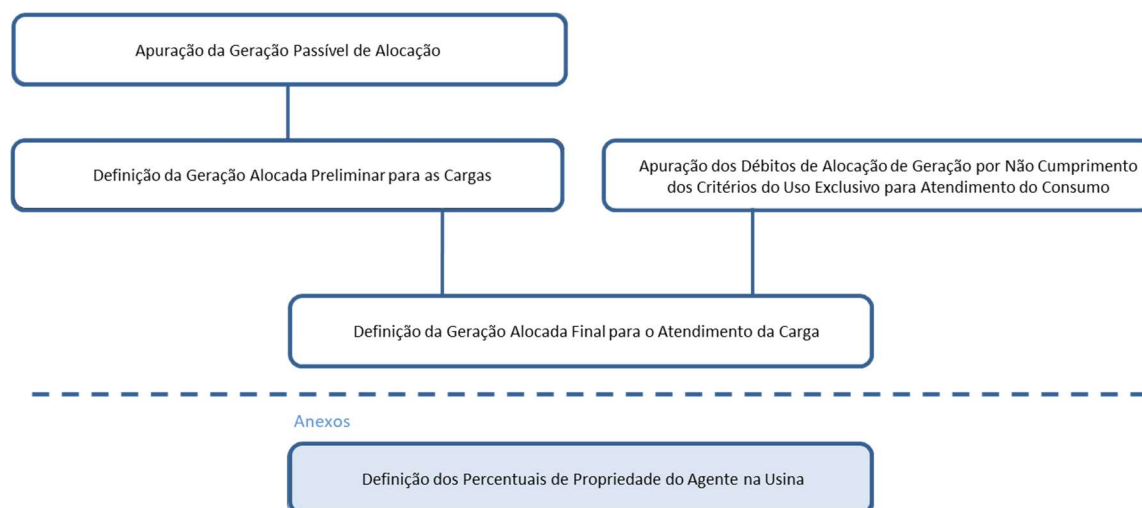 Apuração da Geração Passível de Alocação
Definição da Geração Alocada Preliminar para as Cargas
Apuração dos Débitos de Alocação de Geração por Não Cumprimento
dos Critérios do Uso Exclusivo para Atendimento do Consumo
Definição da Geração Alocada Final para o Atendimento da Carga
Anexos
Definição dos Percentuais de Propriedade do Agente na Usina